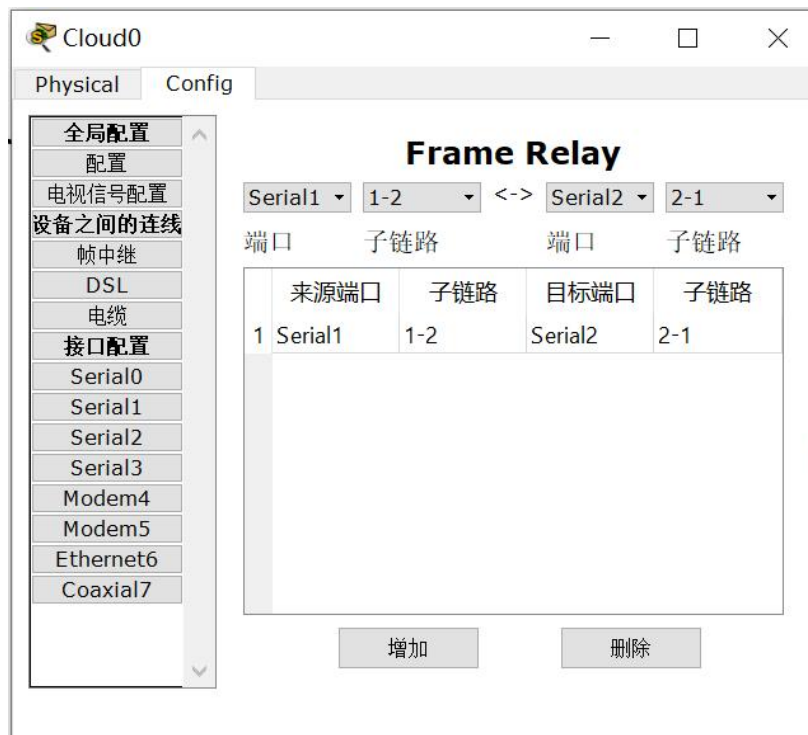 Cloud0
Physical Config
全局配置
配置
电视信号配置
设备之间的连线
帧中继
DSL
电缆
接口配置
Serial0
Serial1
Serial2
Serial3
Modem4
Modem5
Ethernet6
Coaxial7
Frame Relay
Serial1 1-2 <-> Serial2 2-1
端口 子链路 端口 子链路
来源端口 子链路 目标端口 子链路
1 Serial1 1-2 Serial2 2-1
增加 删除